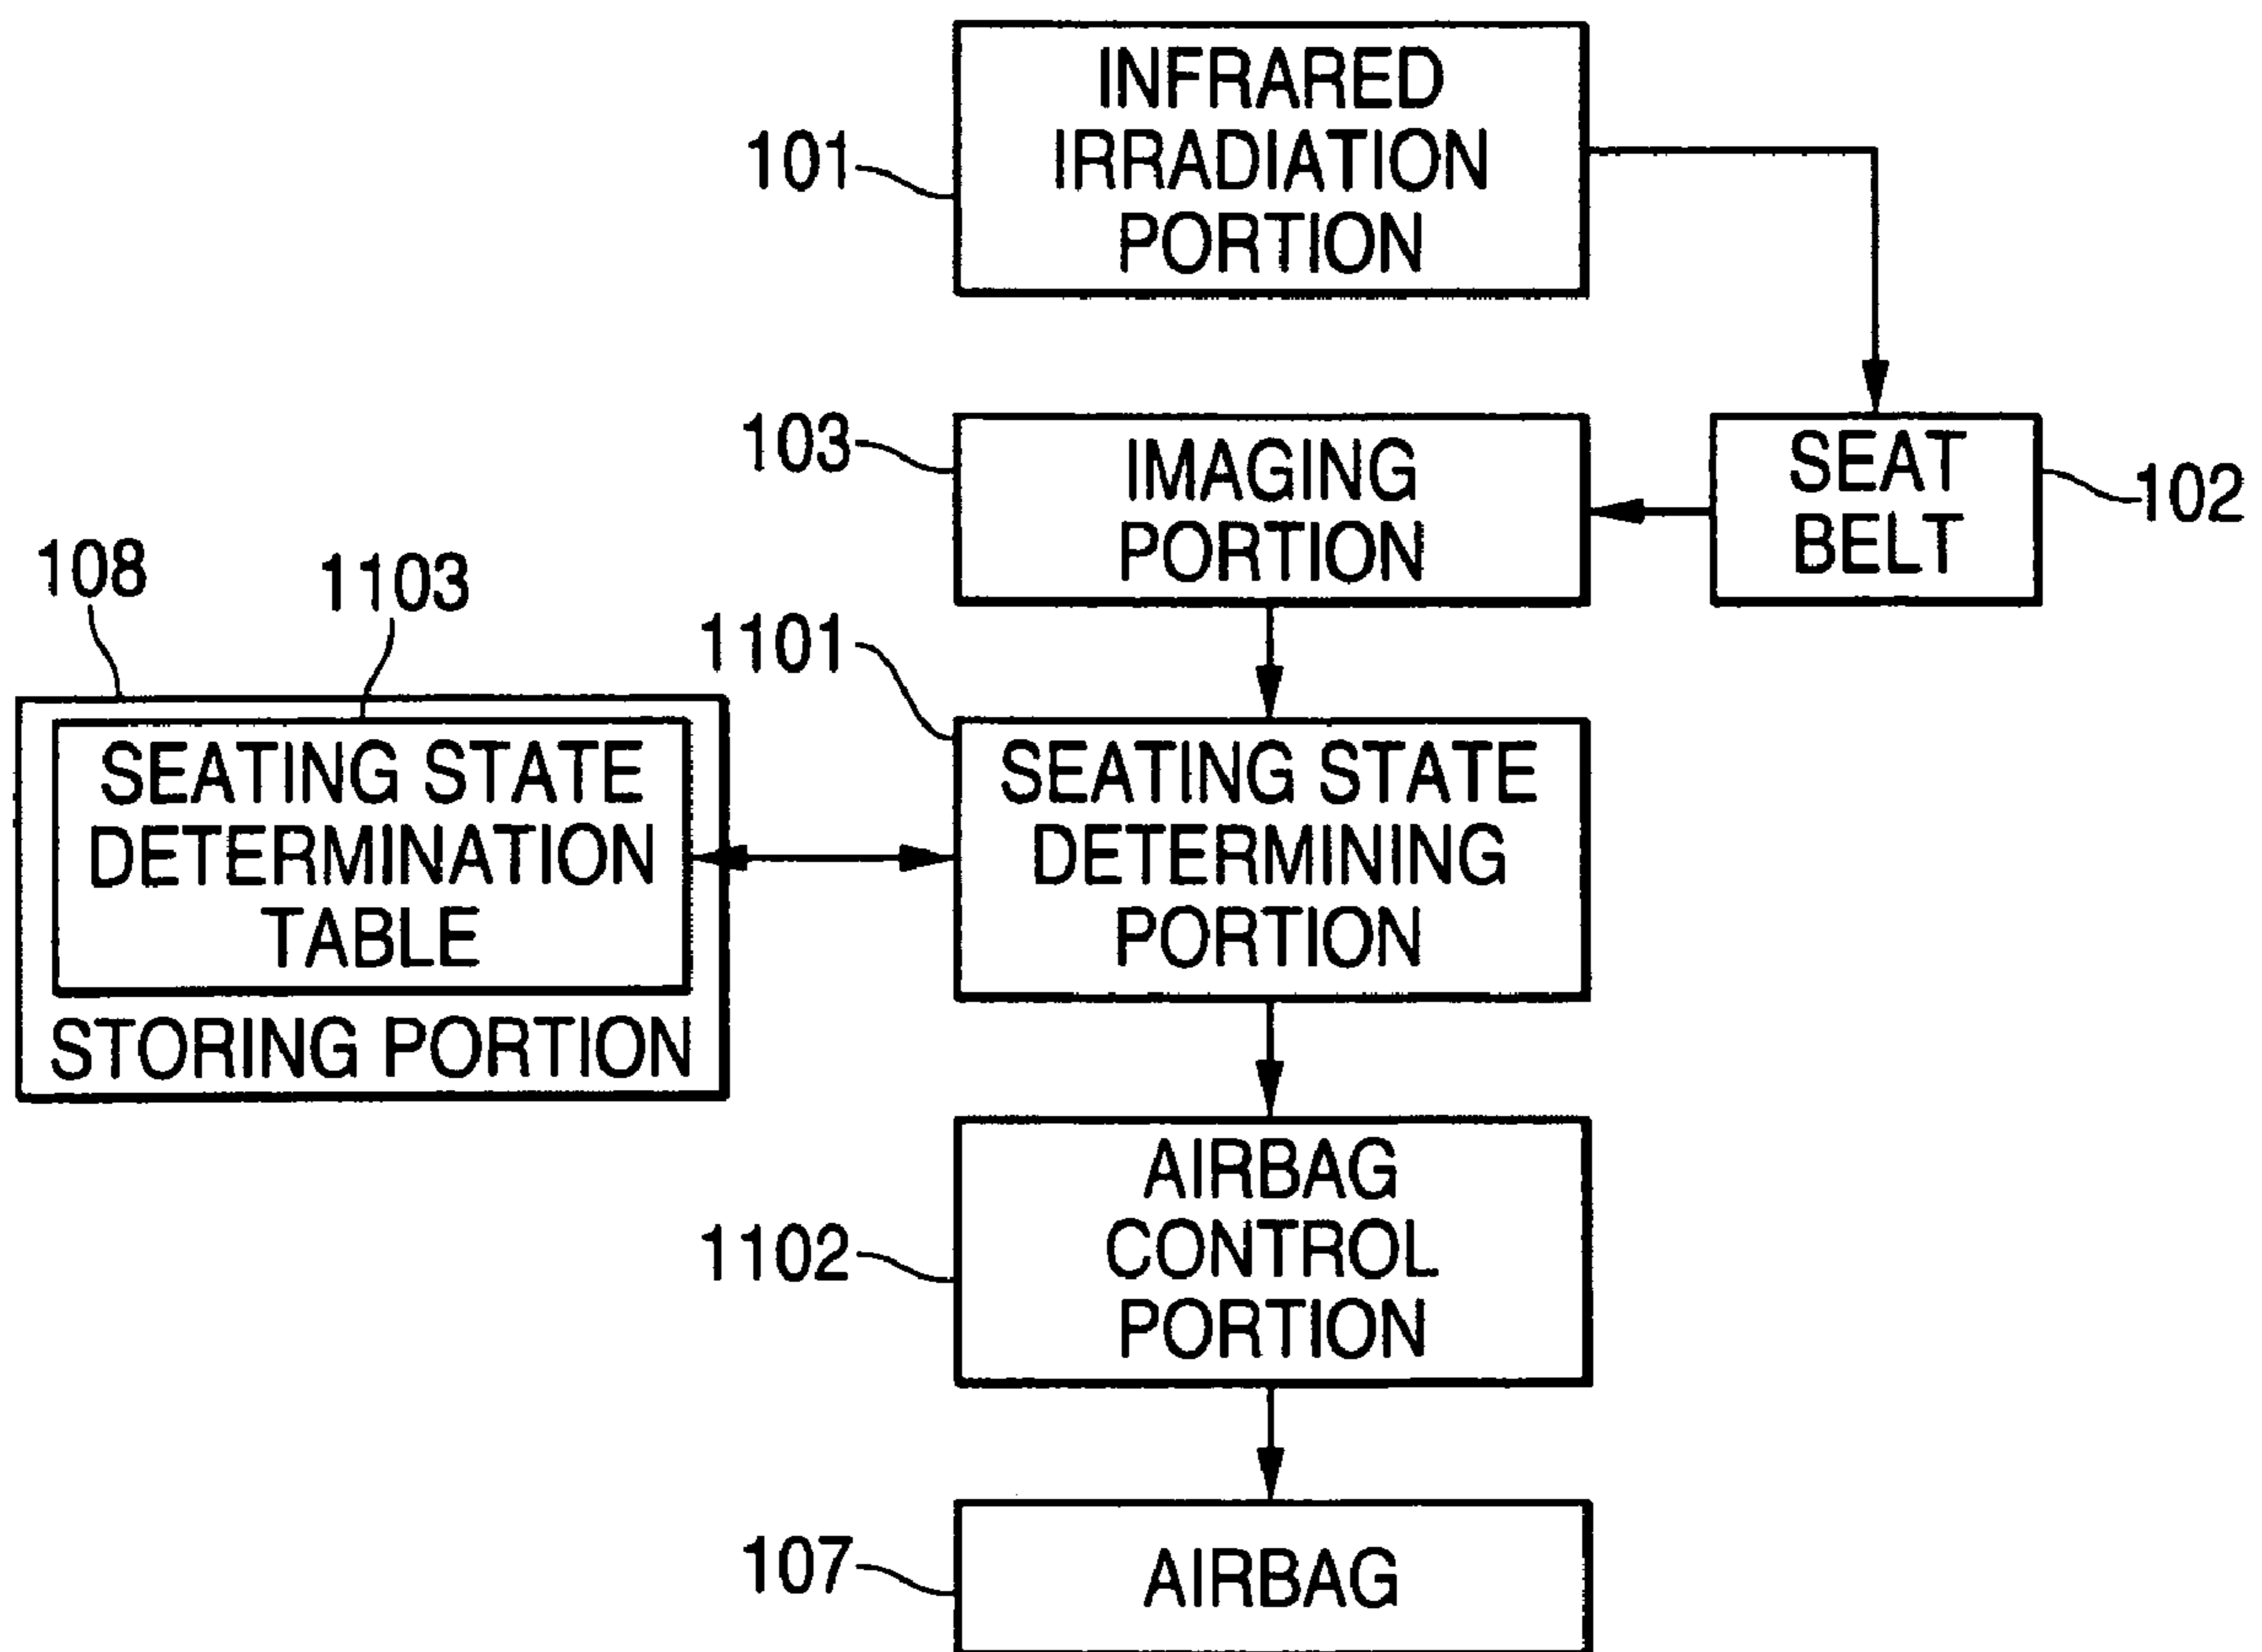 INFRARED
IRRADIATION
PORTION
101
103
IMAGING
PORTION
SEAT
BELT
102
108
1103
1101
SEATING STATE
DETERMINATION
TABLE
STORING PORTION
SEATING STATE
DETERMINING
PORTION
1102
AIRBAG
CONTROL
PORTION
107
AIRBAG